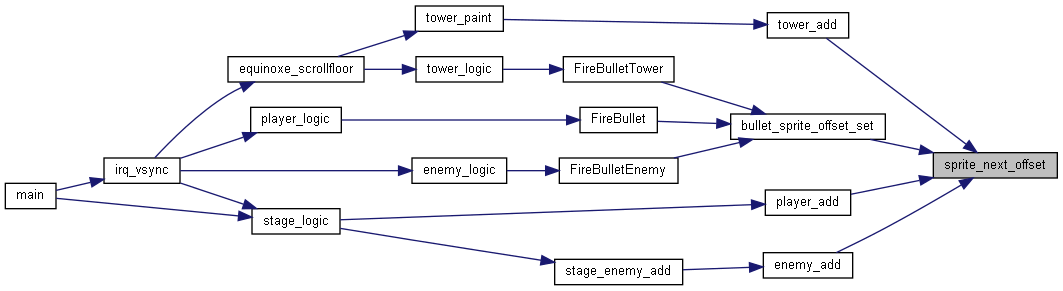 tower_paint
tower_add
equinoxe_scrollfloor
tower_logic
FireBulletTower
player_logic
FireBullet
bullet_sprite_offset_set
irq_vsync
enemy_logic
FireBulletEnemy
sprite_next_offset
main
stage_logic
player_add
stage_enemy_add
enemy_add